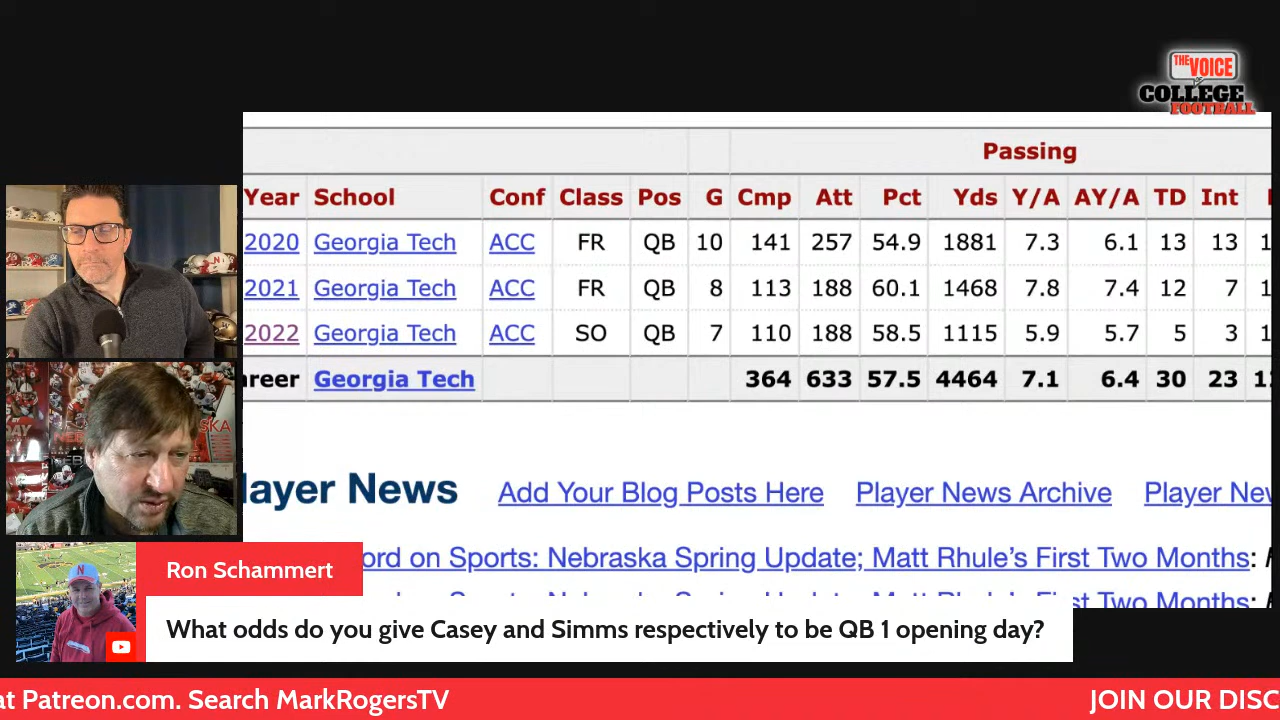 THE VOICE
OF
COLLEGE
FOOTBALL
Passing
Year School Conf Class Pos G Cmp Att Pct Yds Y/A AY/A TD Int
2020 Georgia Tech ACC FR QB 10 141 257 54.9 1881 7.3 6.1 13 13
2021 Georgia Tech ACC FR QB 8 113 188 60.1 1468 7.8 7.4 12 7
2022 Georgia Tech ACC SO QB 7 110 188 58.5 1115 5.9 5.7 5 3
areer Georgia Tech 364 633 57.5 4464 7.1 6.4 30 23
layer News Add Your Blog Posts Here Player News Archive Player New
ord on Sports: Nebraska Spring Update; Matt Rhule's First Two Months:
Ron Schammert
What odds do you give Casey and Simms respectively to be QB 1 opening day?
at Patreon.com. Search MarkRogersTV JOIN OUR DISC